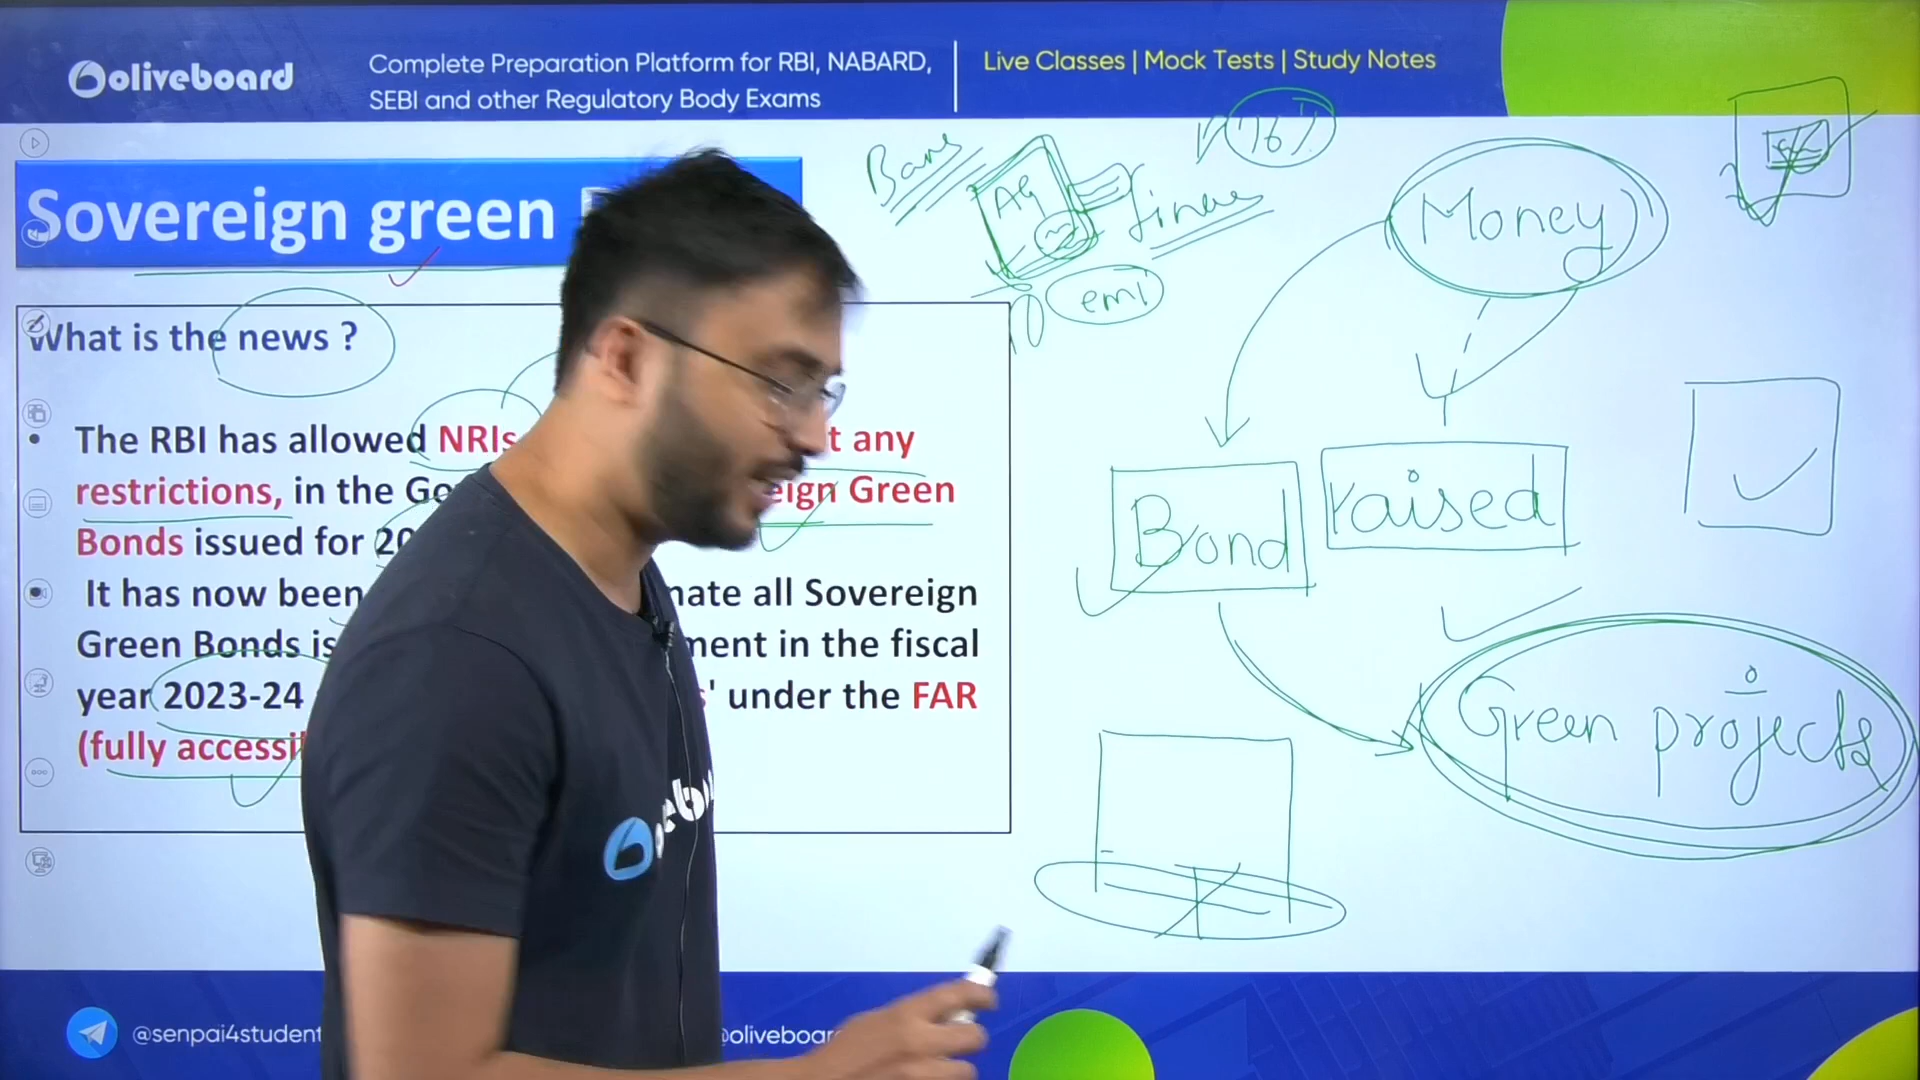 oliveboard
Complete Preparation Platform for RBI, NABARD,
SEBI and other Regulatory Body Exams
Live Classes | Mock Tests | Study Notes
Sovereign green
What is the news ?
• The RBI has allowed NRIs t any
restrictions, in the Go eign Green
Bonds issued for 20
It has now been nate all Sovereign
Green Bonds is ment in the fiscal
year 2023-24 ' under the FAR
(fully accessi
Ag
emi
Money
Bond
raised
Green projects
@senpai4student
@oliveboar